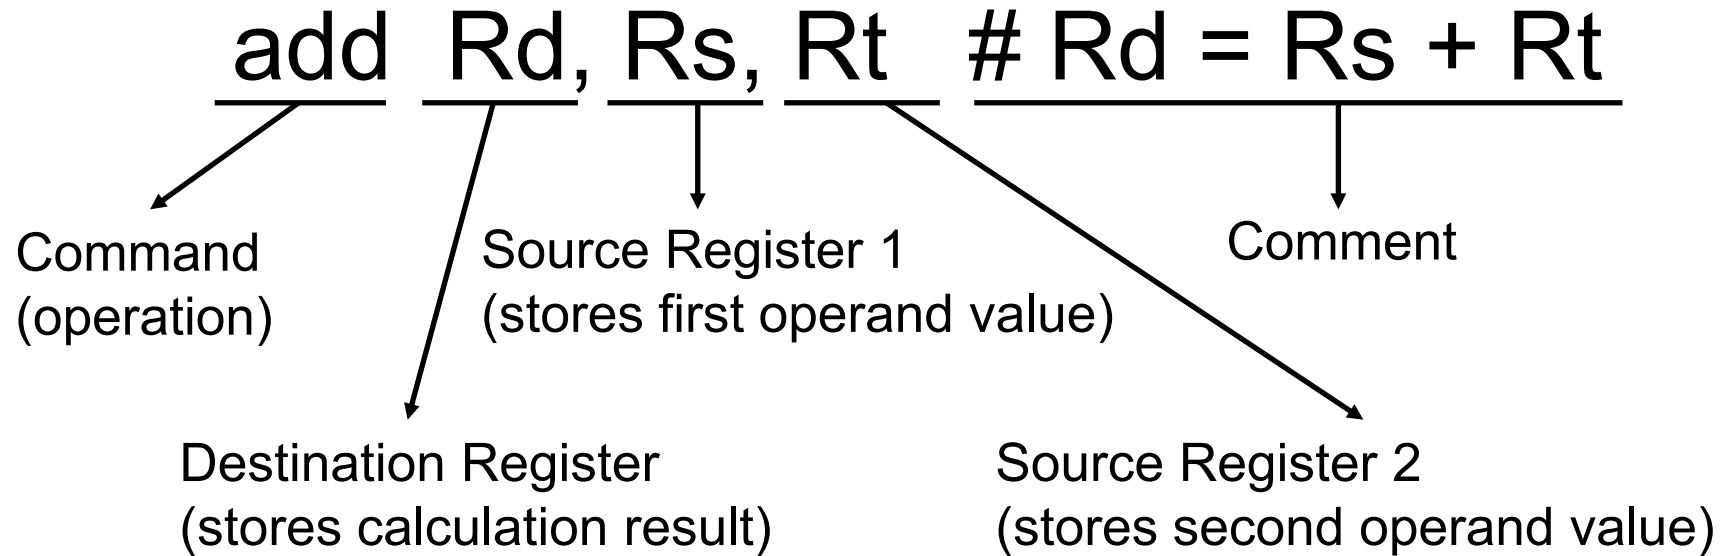 add Rd, Rs, Rt # Rd = Rs + Rt
Command
(operation)
Source Register 1
(stores first operand value)
Comment
Destination Register
(stores calculation result)
Source Register 2
(stores second operand value)